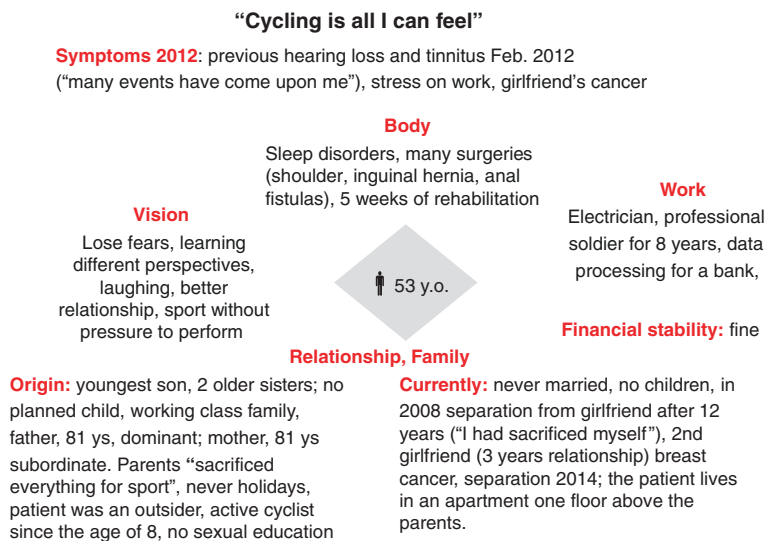 “Cycling is all I can feel”
Symptoms 2012: previous hearing loss and tinnitus Feb. 2012
(“many events have come upon me”), stress on work, girlfriend’s cancer
Body
Sleep disorders, many surgeries
(shoulder, inguinal hernia, anal
fistulas), 5 weeks of rehabilitation
Vision
Lose fears, learning
different perspectives,
laughing, better
relationship, sport without
pressure to perform
53 y.o.
Work
Electrician, professional
soldier for 8 years, data
processing for a bank,
Financial stability: fine
Relationship, Family
Origin: youngest son, 2 older sisters; no
planned child, working class family,
father, 81 ys, dominant; mother, 81 ys
subordinate. Parents “sacrificed
everything for sport”, never holidays,
patient was an outsider, active cyclist
since the age of 8, no sexual education
Currently: never married, no children, in
2008 separation from girlfriend after 12
years (“I had sacrificed myself”), 2nd
girlfriend (3 years relationship) breast
cancer, separation 2014; the patient lives
in an apartment one floor above the
parents.